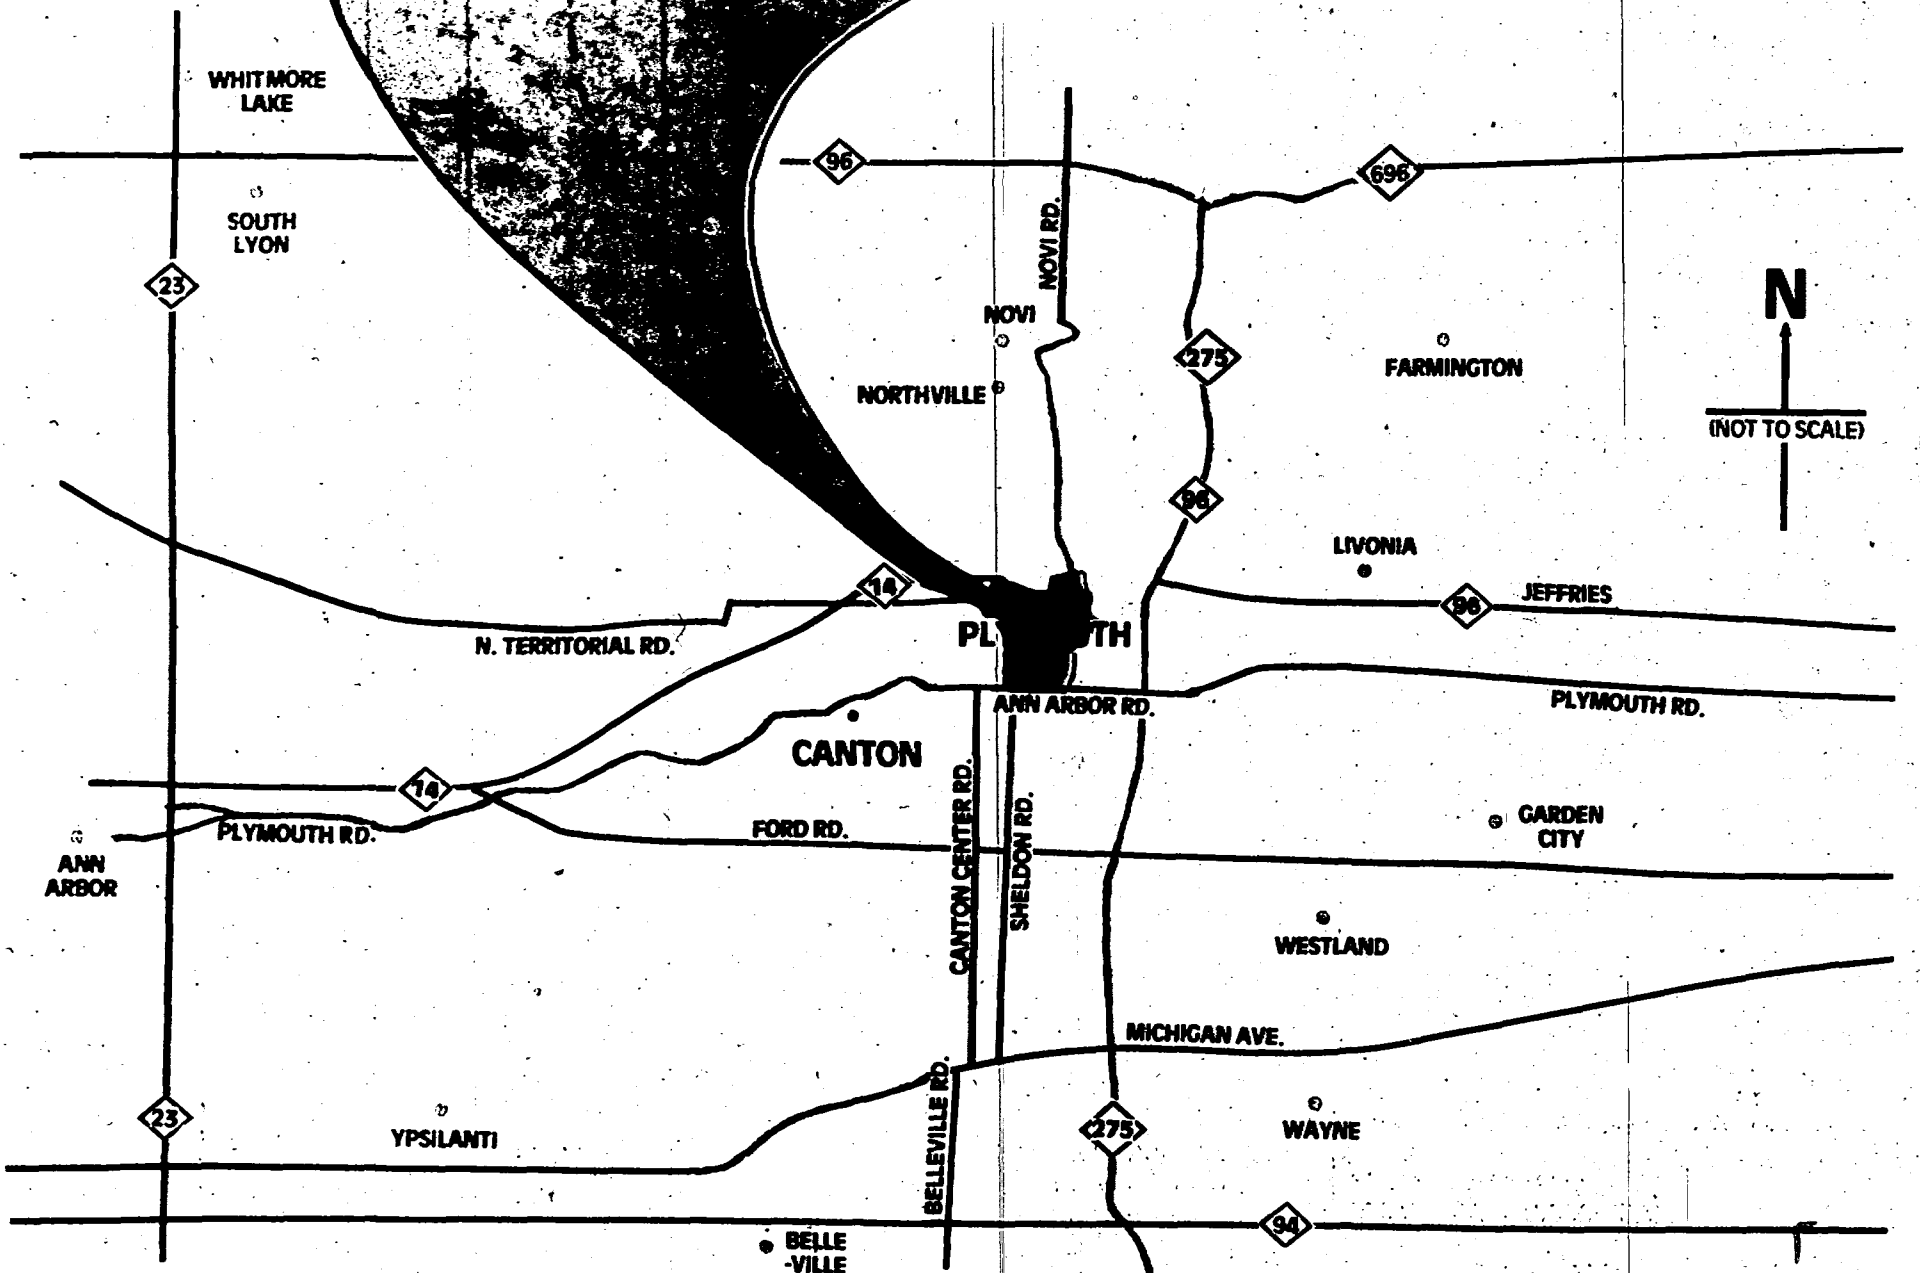 WHITMORE
LAKE
96
696
SOUTH
LYON
NOVI RD.
23
N
NOVI
275
FARMINGTON
NORTHVILLE
(NOT TO SCALE)
96
LIVONIA
14
JEFFRIES
96
PL TH
N. TERRITORIAL RD.
ANN ARBOR RD.
PLYMOUTH RD.
CANTON
14
CANTON CENTER RD.
SHELDON RD.
PLYMOUTH RD.
FORD RD.
GARDEN
CITY
ANN
ARBOR
WESTLAND
MICHIGAN AVE.
BELLEVILLE RD.
23
YPSILANTI
275
WAYNE
94
BELLE
-VILLE